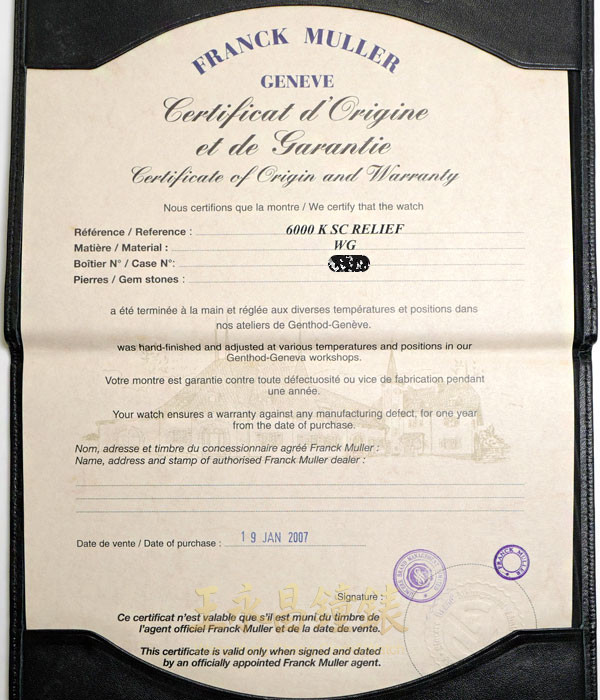 FRANCK MULLER
GENEVE
Certificat d'Origine
et de Garantie
Certificate of Origin and Warranty
Nous certifions que la montre / We certify that the watch
Référence / Reference : 6000 K SC RELIEF
Matière / Material : WG
Boîtier N° / Case N°:
Pierres / Gem stones :
a été terminée à la main et réglée aux diverses températures et positions dans
nos ateliers de Genthod-Genève.
was hand-finished and adjusted at various temperatures and positions in our
Genthod-Geneva workshops.
Votre montre est garantie contre toute défectuosité ou vice de fabrication pendant
une année.
Your watch ensures a warranty against any manufacturing defect, for one year
from the date of purchase.
Nom, adresse et timbre du concessionnaire agréé Franck Muller :
Name, address and stamp of authorised Franck Muller dealer :
Date de vente / Date of purchase : 19 JAN 2007
FRANCK MULLER
Signature :
王永昌鐘錶
Ce certificat n'est valable que s'il est muni du timbre de
l'agent officiel Franck Muller et de la date de vente.
This certificate is valid only when signed and dated
by an officially appointed Franck Muller agent.